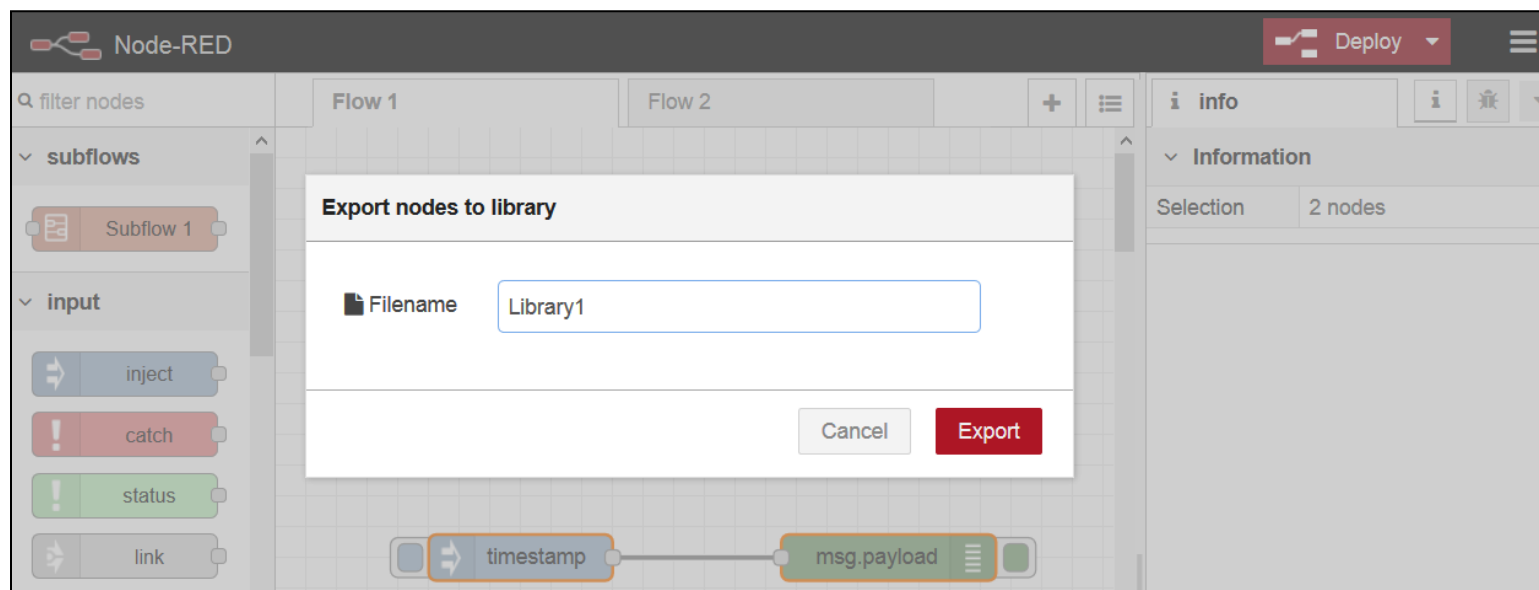 Node-RED
Deploy
filter nodes
Flow 1
Flow 2
info
subflows
Information
Export nodes to library
Selection
2 nodes
Subflow 1
input
Filename
Library1
inject
catch
Cancel
Export
status
link
timestamp
msg.payload